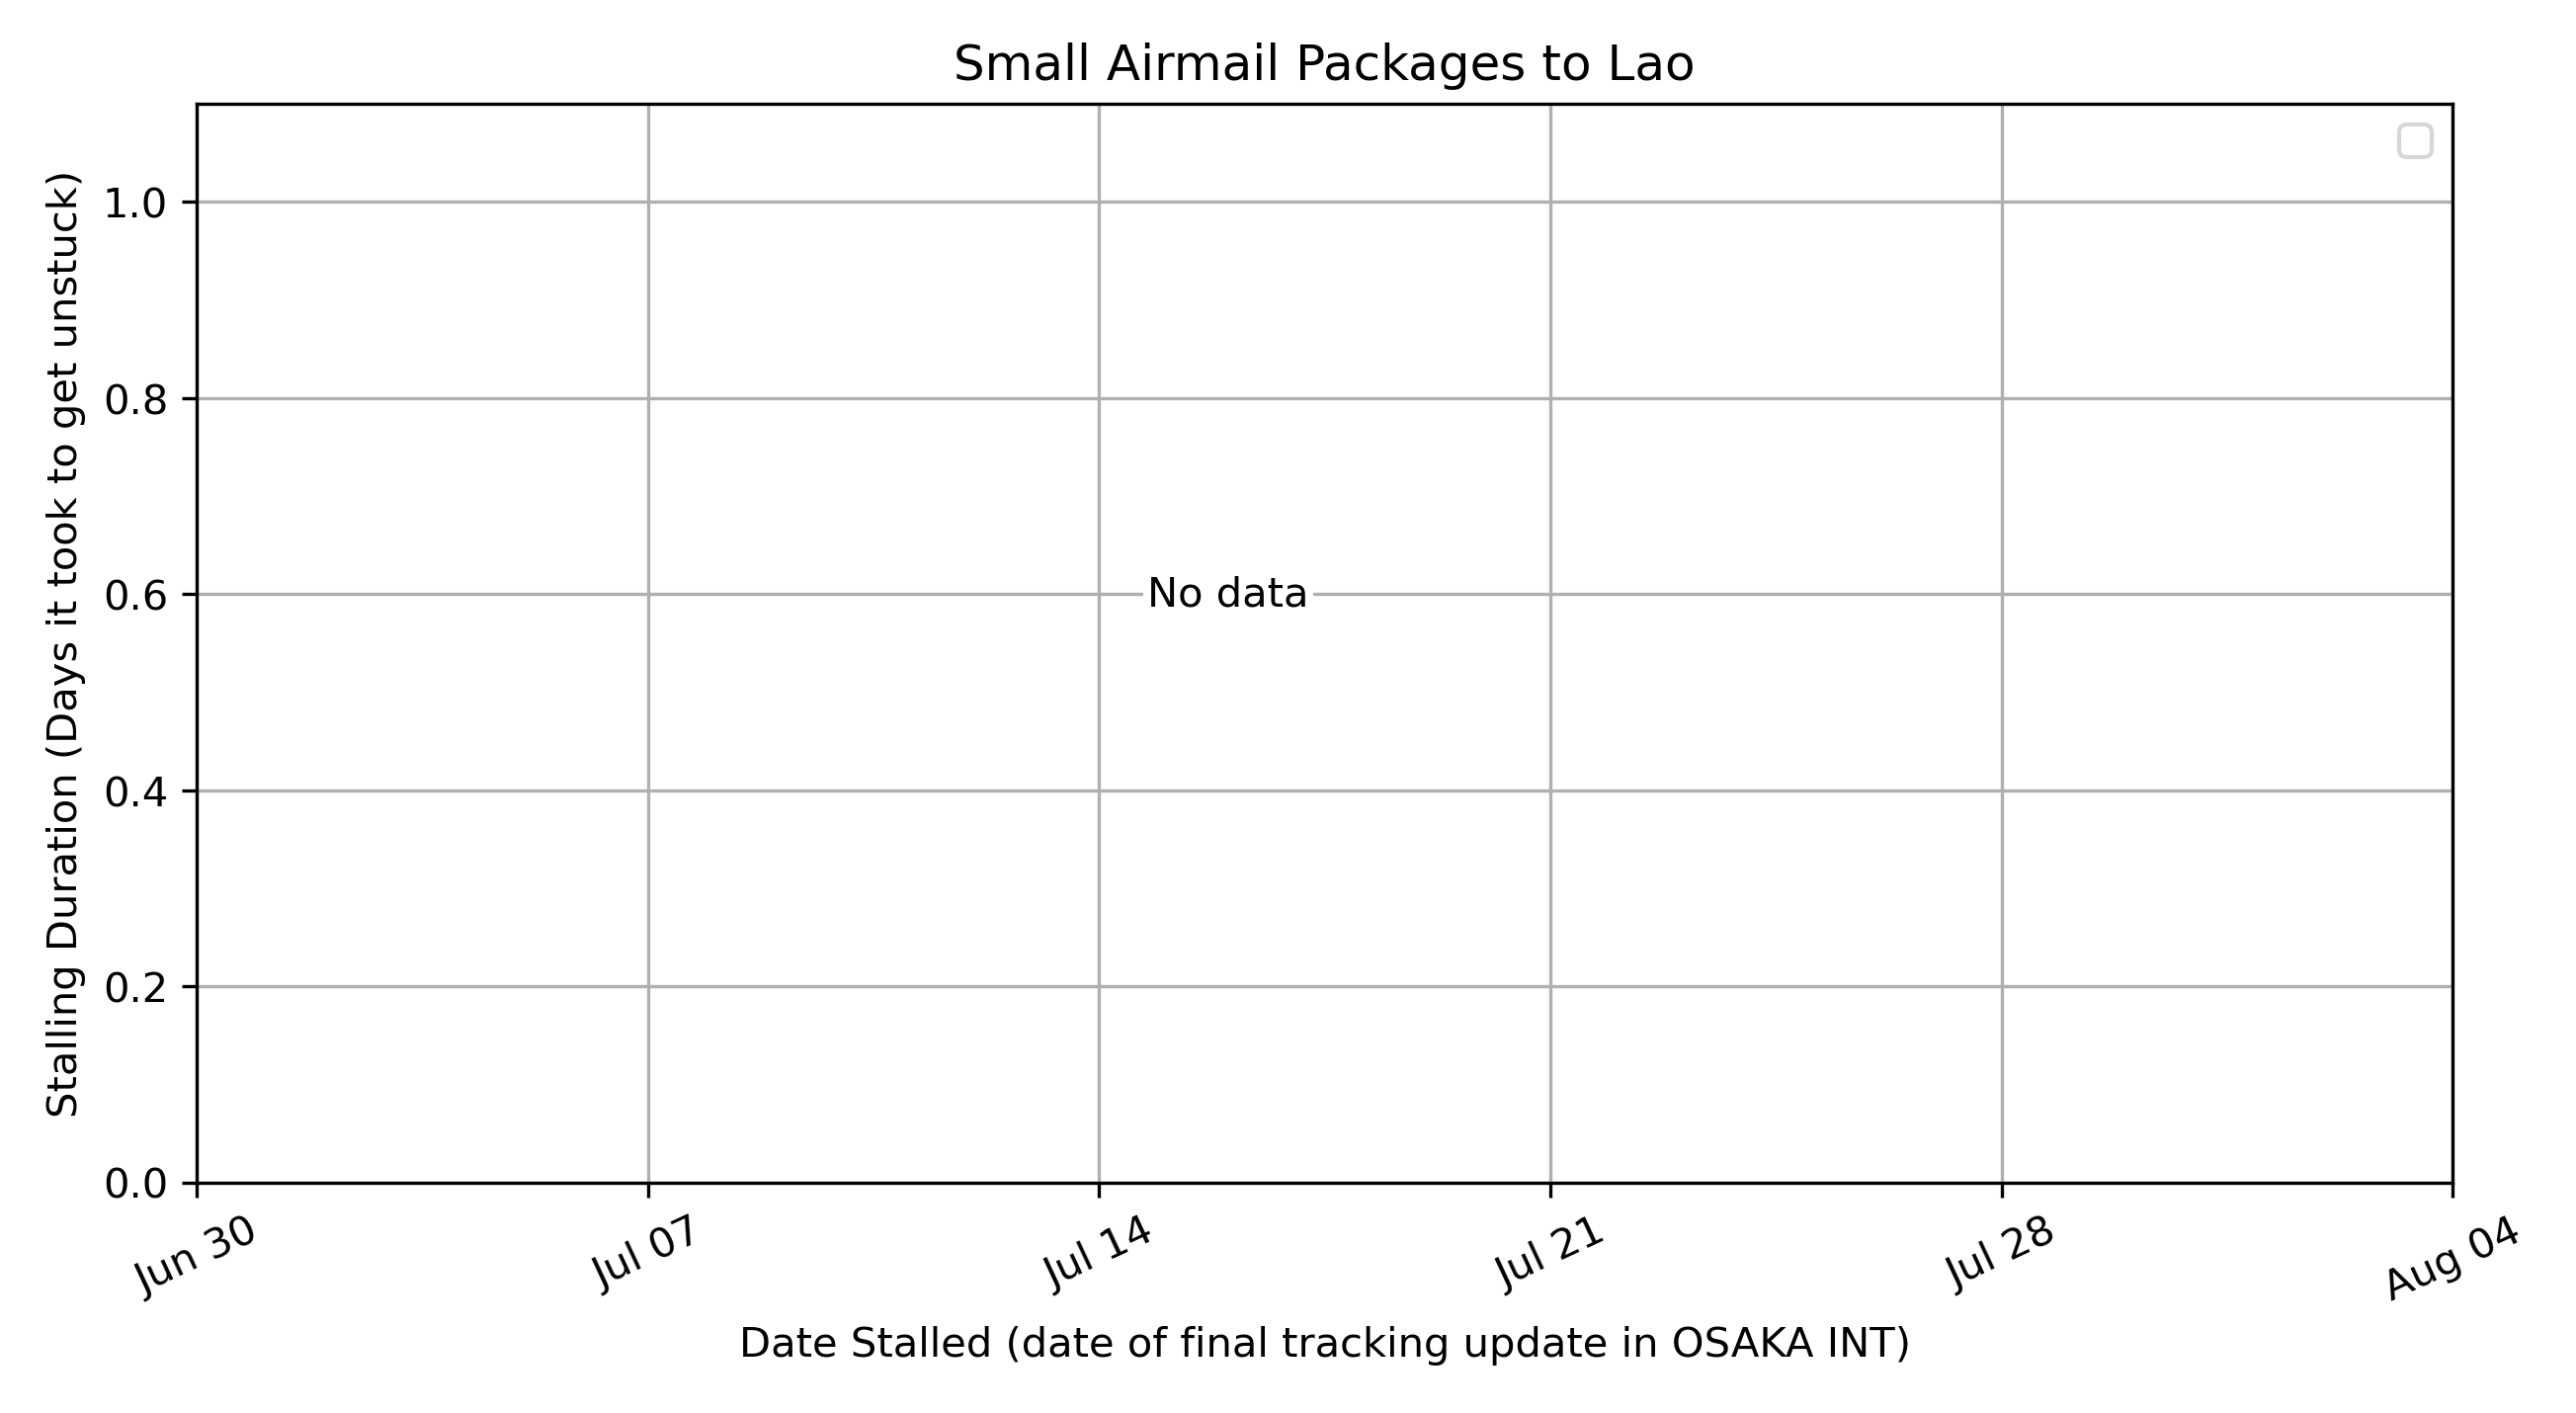 Small Airmail Packages to Lao
Stalling Duration (Days it took to get unstuck)
1.0
0.8
0.6
0.4
0.2
0.0
No data
Jun 30
Jul 07
Jul 14
Jul 21
Jul 28
Aug 04
Date Stalled (date of final tracking update in OSAKA INT)